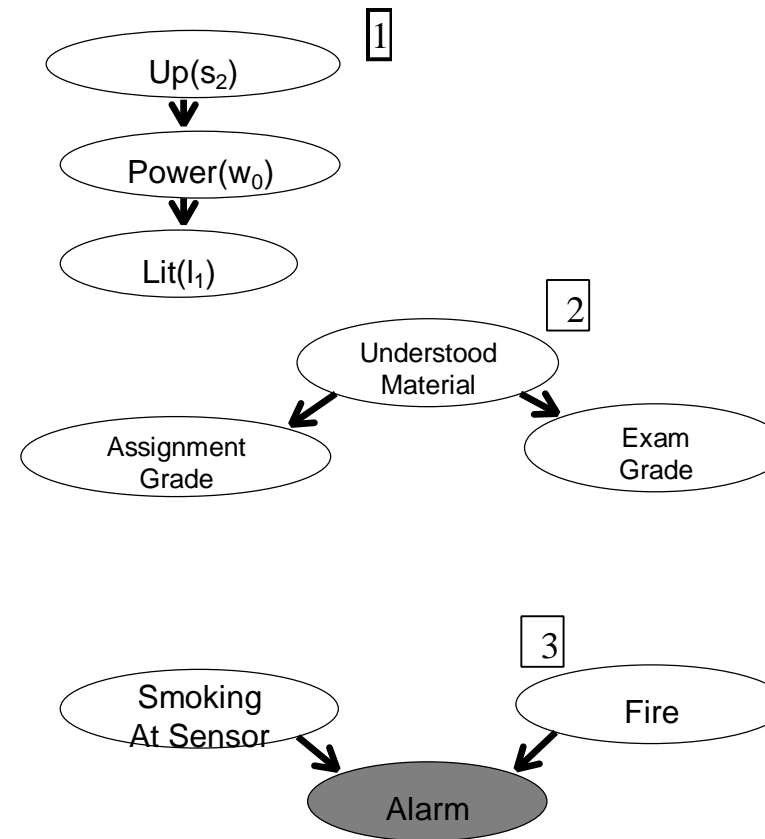 1
Up(s₂)
Power(w₀)
Lit(l₁)
2
Understood
Material
Assignment
Grade
Exam
Grade
3
Smoking
At Sensor
Fire
Alarm